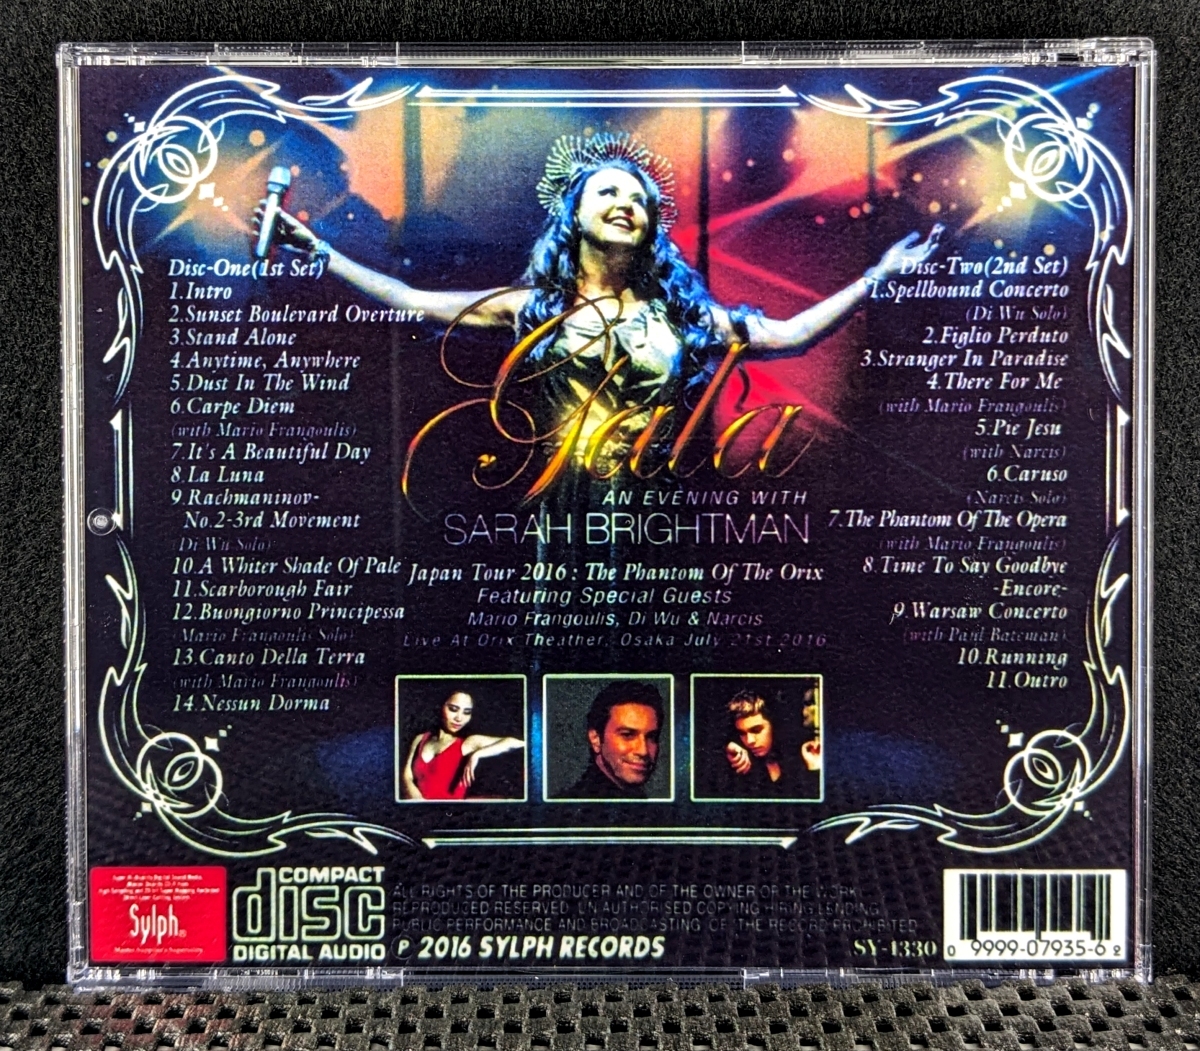 Disc-One(1st Set)
1.Intro
2.Sunset Boulevard Overture
3.Stand Alone
4.Anytime, Anywhere
5.Dust In The Wind
6.Carpe Diem
(with Mario Frangoulis)
7.It's A Beautiful Day
8.La Luna
9.Rachmaninov-
No.2-3rd Movement
(Di Wu Solo)
10.A Whiter Shade Of Pale
11.Scarborough Fair
12.Buongiorno Principessa
(Mario Frangoulis Solo)
13.Canto Della Terra
(with Mario Frangoulis)
14.Nessun Dorma
Gala
AN EVENING WITH
SARAH BRIGHTMAN
Japan Tour 2016 : The Phantom Of The Orix
Featuring Special Guests
Mario Frangoulis, Di Wu & Narcis
Live At Orix Theather, Osaka July 21st,2016
Disc-Two(2nd Set)
1.Spellbound Concerto
(Di Wu Solo)
2.Figlio Perduto
3.Stranger In Paradise
4.There For Me
(with Mario Frangoulis)
5.Pie Jesu
(with Narcis)
6.Caruso
(Narcis Solo)
7.The Phantom Of The Opera
(with Mario Frangoulis)
8.Time To Say Goodbye
-Encore-
9.Warsaw Concerto
(with Paul Bateman)
10.Running
11.Outro
Sylph®
COMPACT
disc
DIGITAL AUDIO
ALL RIGHTS OF THE PRODUCER AND OF THE OWNER OF THE WORK
REPRODUCED RESERVED. UNAUTHORISED COPYING HIRING LENDING
PUBLIC PERFORMANCE AND BROADCASTING OF THE RECORD PROHIBITED
℗ 2016 SYLPH RECORDS
SY-1330
0 9999-07935-6 2